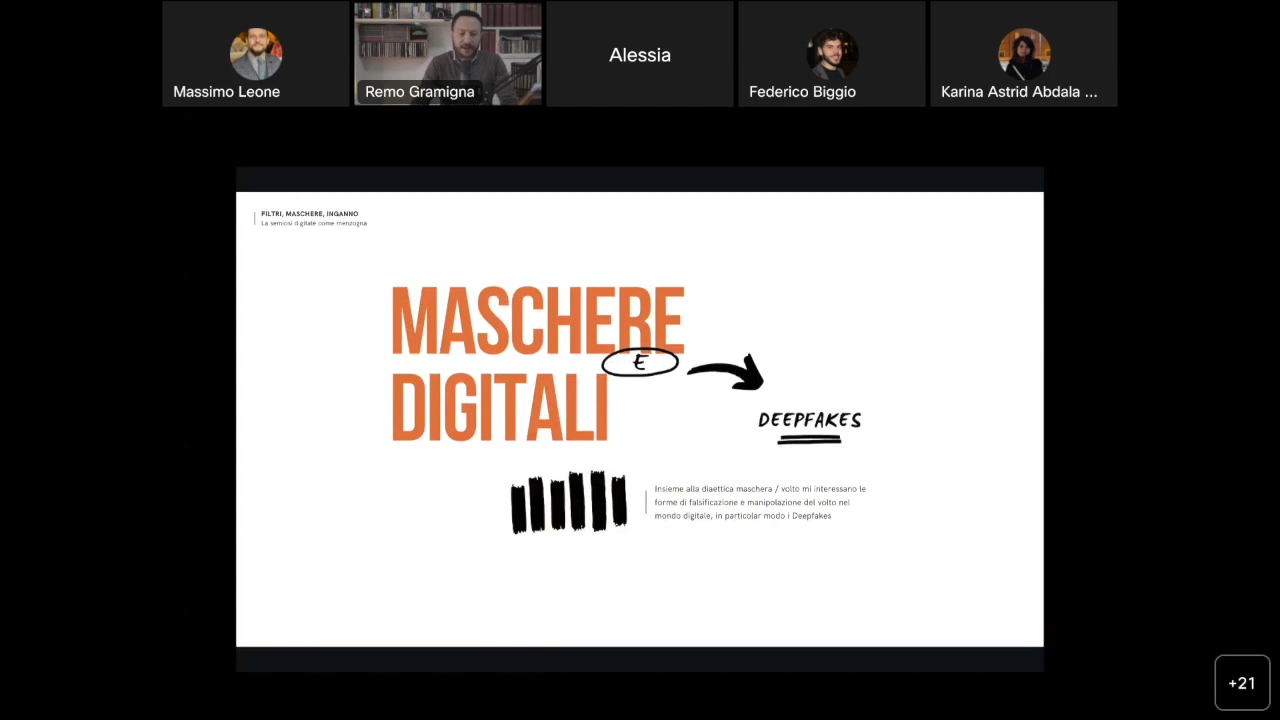 Massimo Leone
Remo Gramigna
Alessia
Federico Biggio
Karina Astrid Abdala ...
FILTRI, MASCHERE, INGANNO
La semiosi digitale come menzogna
MASCHERE
E
DIGITALI
DEEPFAKES
Insieme alla diaettica maschera / volto mi interessano le
forme di falsificazione e manipolazione del volto nel
mondo digitale, in particolar modo i Deepfakes
+21